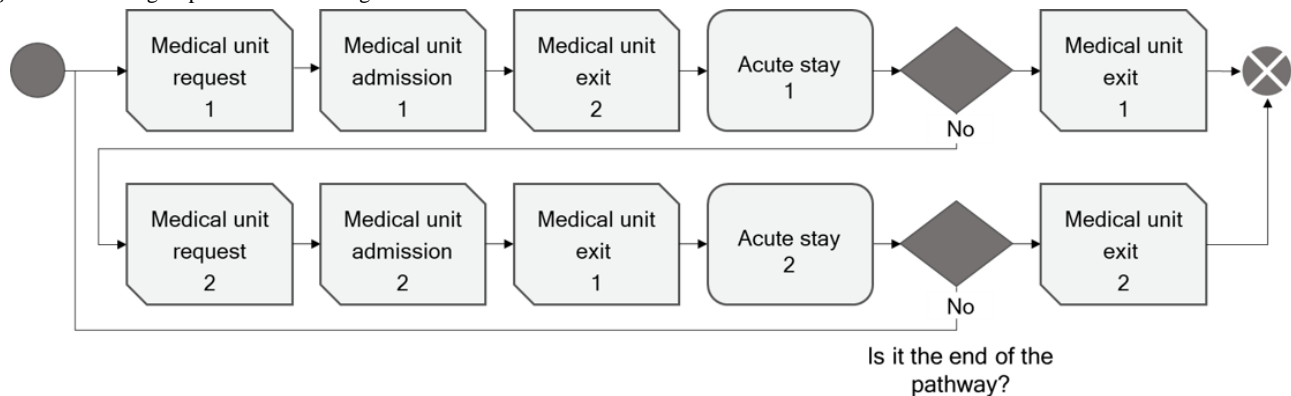 Medical unit
request
1
Medical unit
admission
1
Medical unit
exit
2
Acute stay
1
No
Medical unit
exit
1
Medical unit
request
2
Medical unit
admission
2
Medical unit
exit
1
Acute stay
2
No
Medical unit
exit
2
Is it the end of the
pathway?